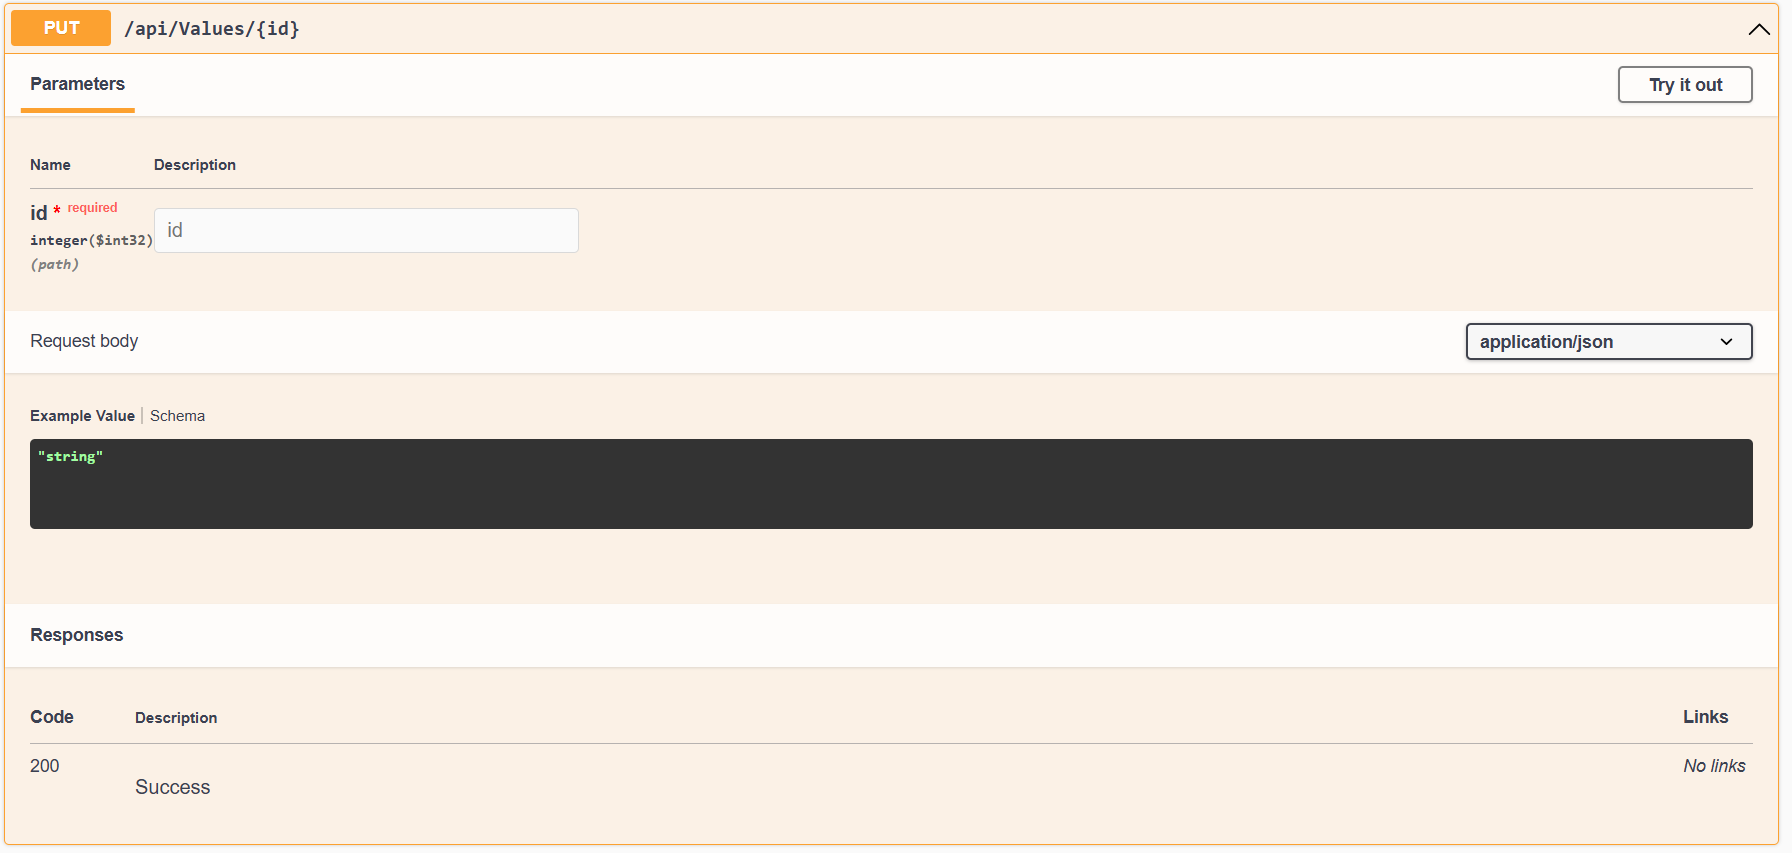 PUT /api/Values/{id}
Parameters
Try it out
Name Description
id * required
integer($int32)
(path)
id
Request body
application/json
Example Value Schema
"string"
Responses
Code Description Links
200 No links
Success